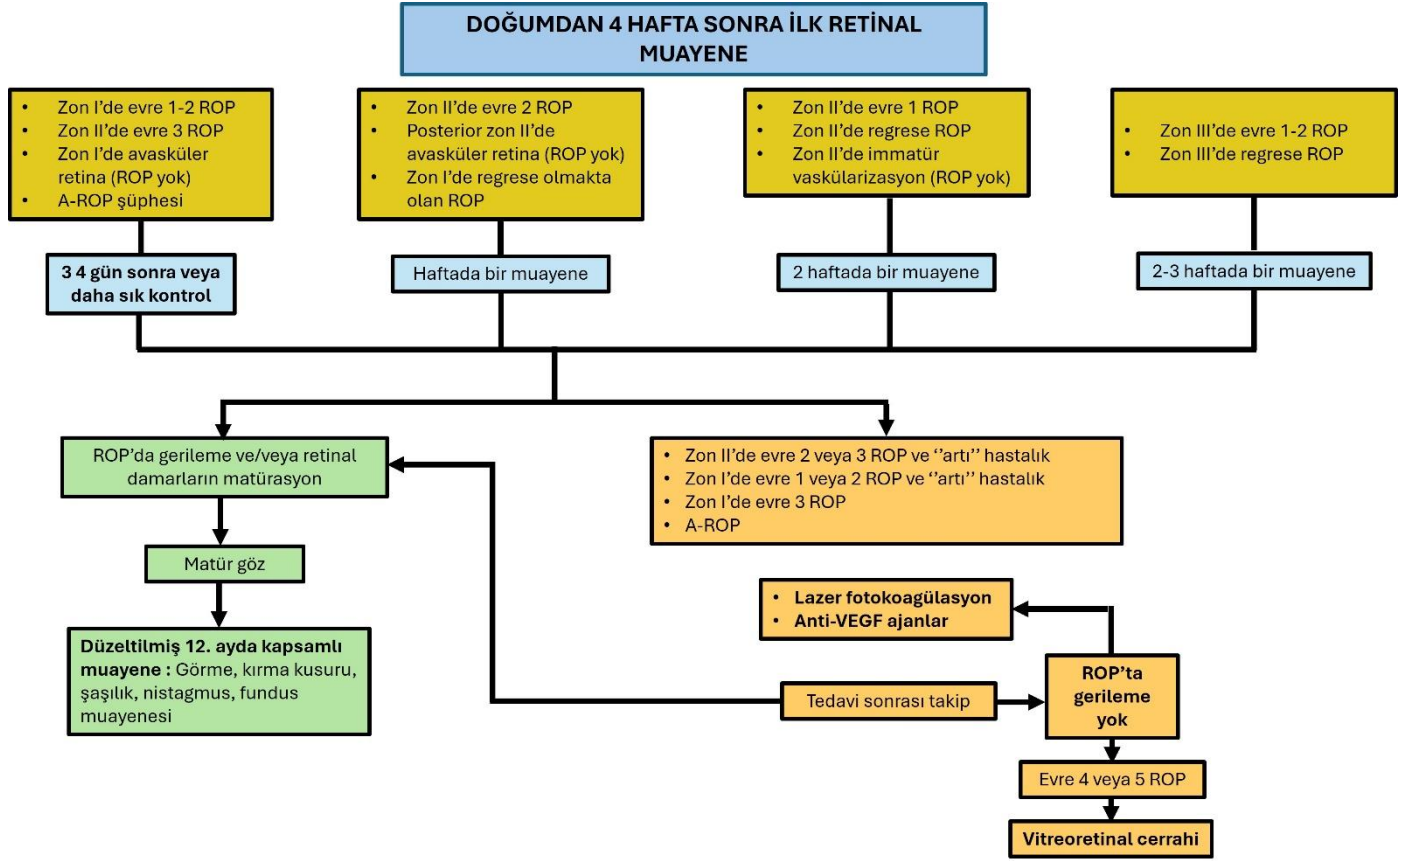 DOĞUMDAN 4 HAFTA SONRA İLK RETİNAL
MUAYENE
• Zon I’de evre 1-2 ROP
• Zon II’de evre 3 ROP
• Zon I’de avasküler
retina (ROP yok)
• A-ROP şüphesi
• Zon II’de evre 2 ROP
• Posterior zon II’de
avasküler retina (ROP yok)
• Zon I’de regrese olmakta
olan ROP
• Zon II’de evre 1 ROP
• Zon II’de regrese ROP
• Zon II’de immatür
vaskülarizasyon (ROP yok)
• Zon III’de evre 1-2 ROP
• Zon III’de regrese ROP
3 4 gün sonra veya
daha sık kontrol
Haftada bir muayene
2 haftada bir muayene
2-3 haftada bir muayene
ROP’da gerileme ve/veya retinal
damarların matürasyon
• Zon II’de evre 2 veya 3 ROP ve ‘’artı’’ hastalık
• Zon I’de evre 1 veya 2 ROP ve ‘’artı’’ hastalık
• Zon I’de evre 3 ROP
• A-ROP
Matür göz
Düzeltilmiş 12. ayda kapsamlı
muayene : Görme, kırma kusuru,
şaşılık, nistagmus, fundus
muayenesi
• Lazer fotokoagülasyon
• Anti-VEGF ajanlar
Tedavi sonrası takip
ROP’ta
gerileme
yok
Evre 4 veya 5 ROP
Vitreoretinal cerrahi